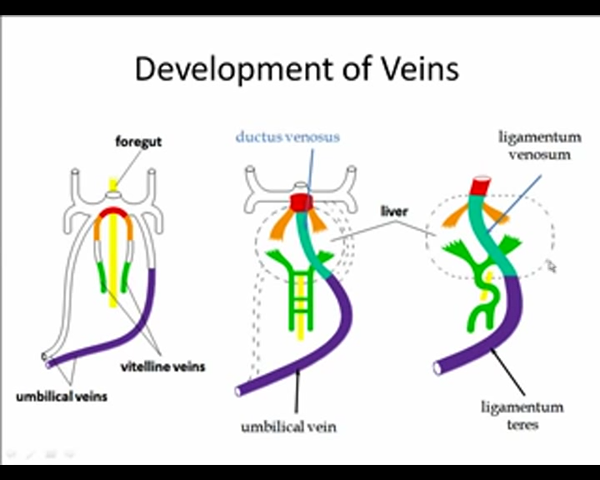 Development of Veins
foregut
ductus venosus
ligamentum
venosum
liver
vitelline veins
umbilical veins
umbilical vein
ligamentum
teres